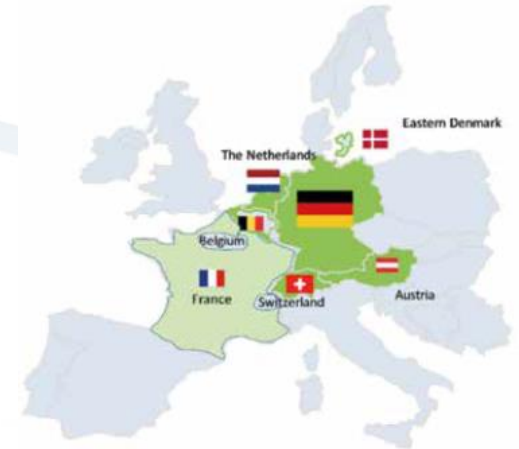 Eastern Denmark
The Netherlands
Belgium
France
Switzerland
Austria